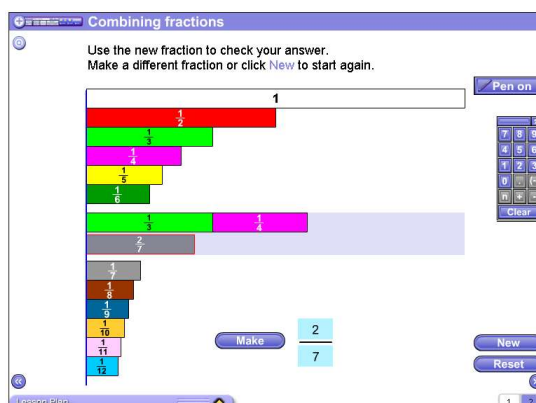 Combining fractions
Use the new fraction to check your answer.
Make a different fraction or click New to start again.
Pen on
1
1/2
1/3
1/4
1/5
1/6
1/3 1/4
2/7
1/7
1/8
1/9
1/10
1/11
1/12
Make
2
7
7 8 9
4 5 6
1 2 3
0 .
n + -
Clear
New
Reset
Lesson Plan
1 2